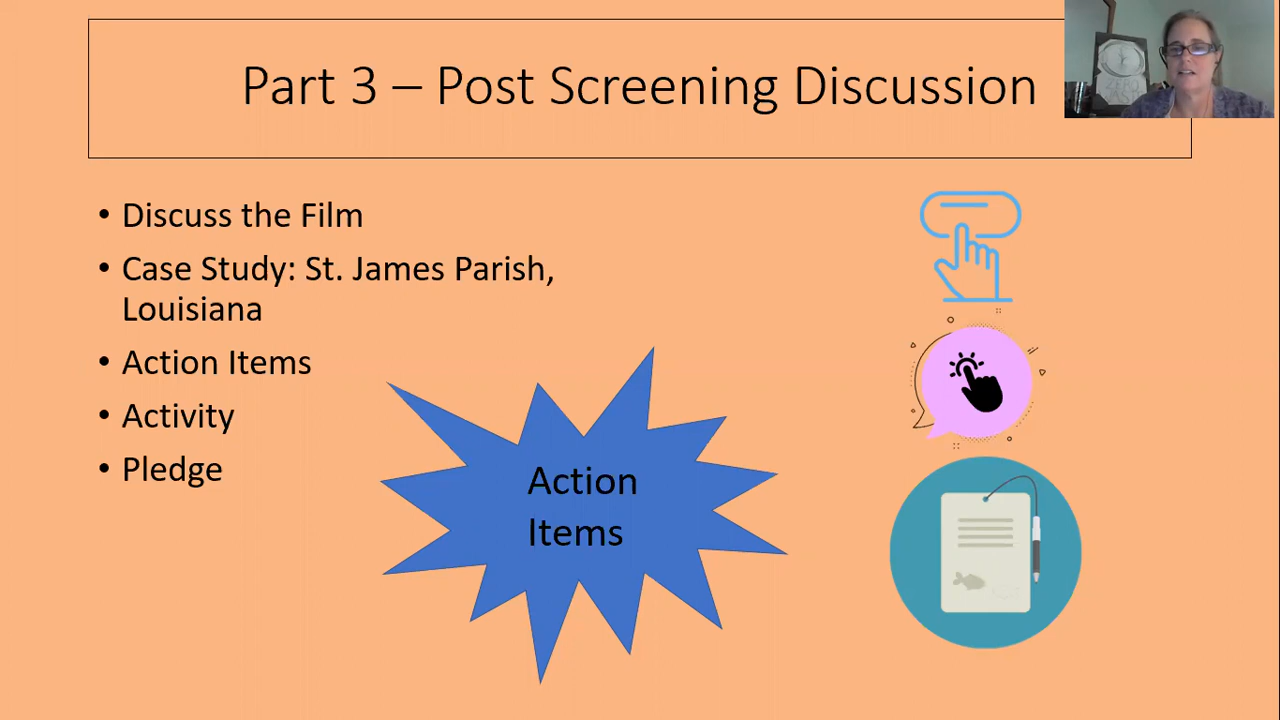 Part 3 – Post Screening Discussion
• Discuss the Film
• Case Study: St. James Parish,
Louisiana
• Action Items
• Activity
• Pledge
Action
Items